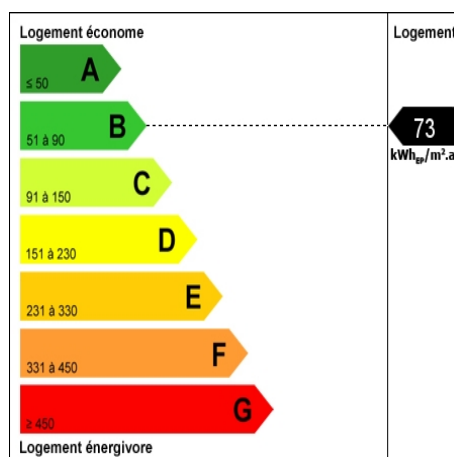 Logement économe
Logement
A
≤ 50
B
51 à 90
73
kWhEP/m².a
C
91 à 150
D
151 à 230
E
231 à 330
F
331 à 450
G
≥ 450
Logement énergivore